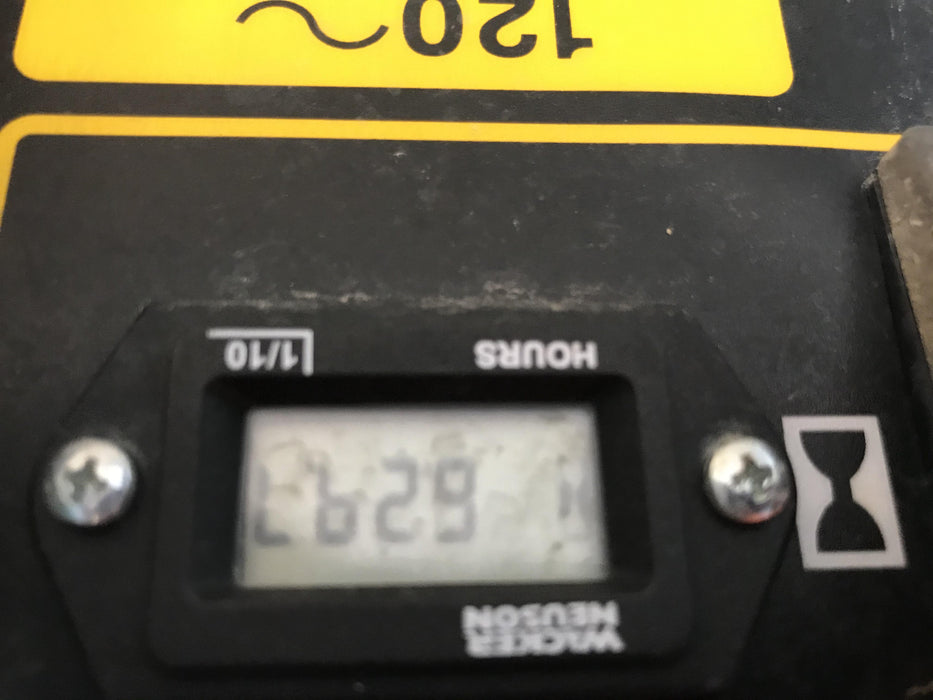 WACKER
NEUSON
HOURS 1/10
120~